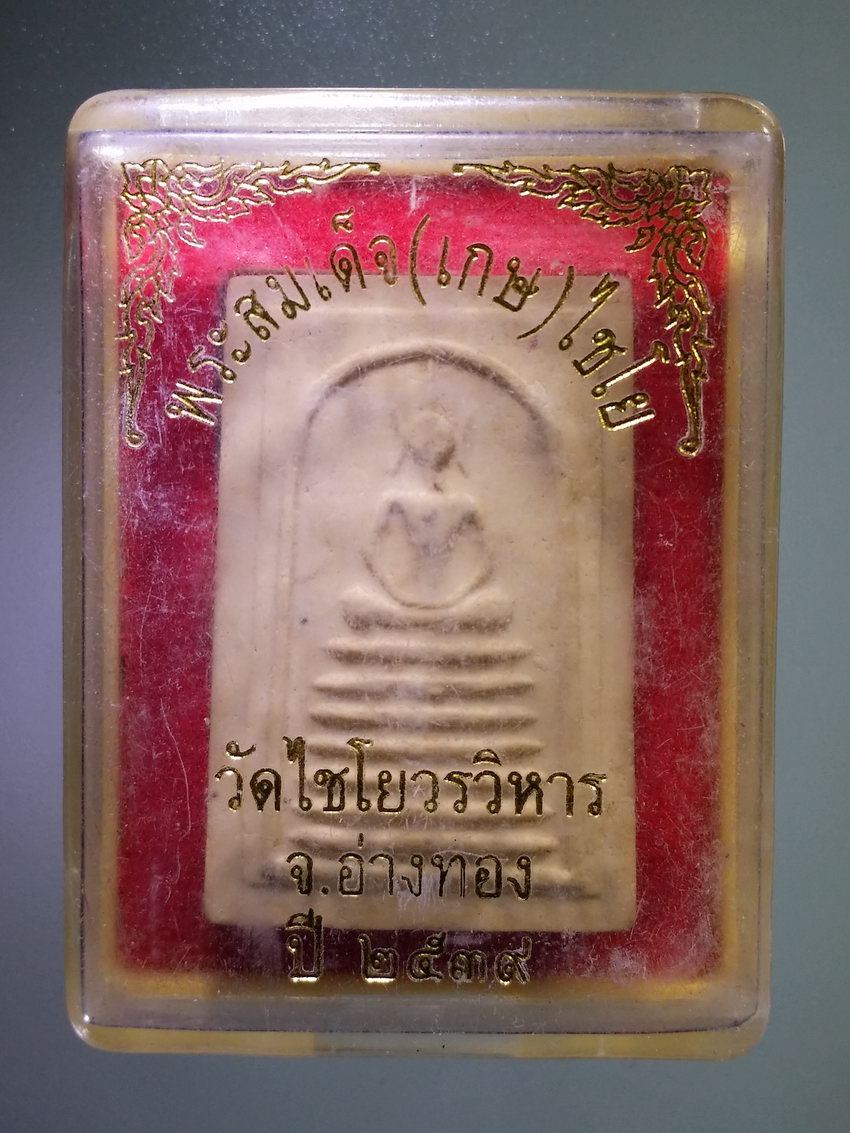 พระสมเด็จ(เกษ)ไชโย
วัดไชโยวรวิหาร
จ.อ่างทอง
ปี ๒๕๓๙